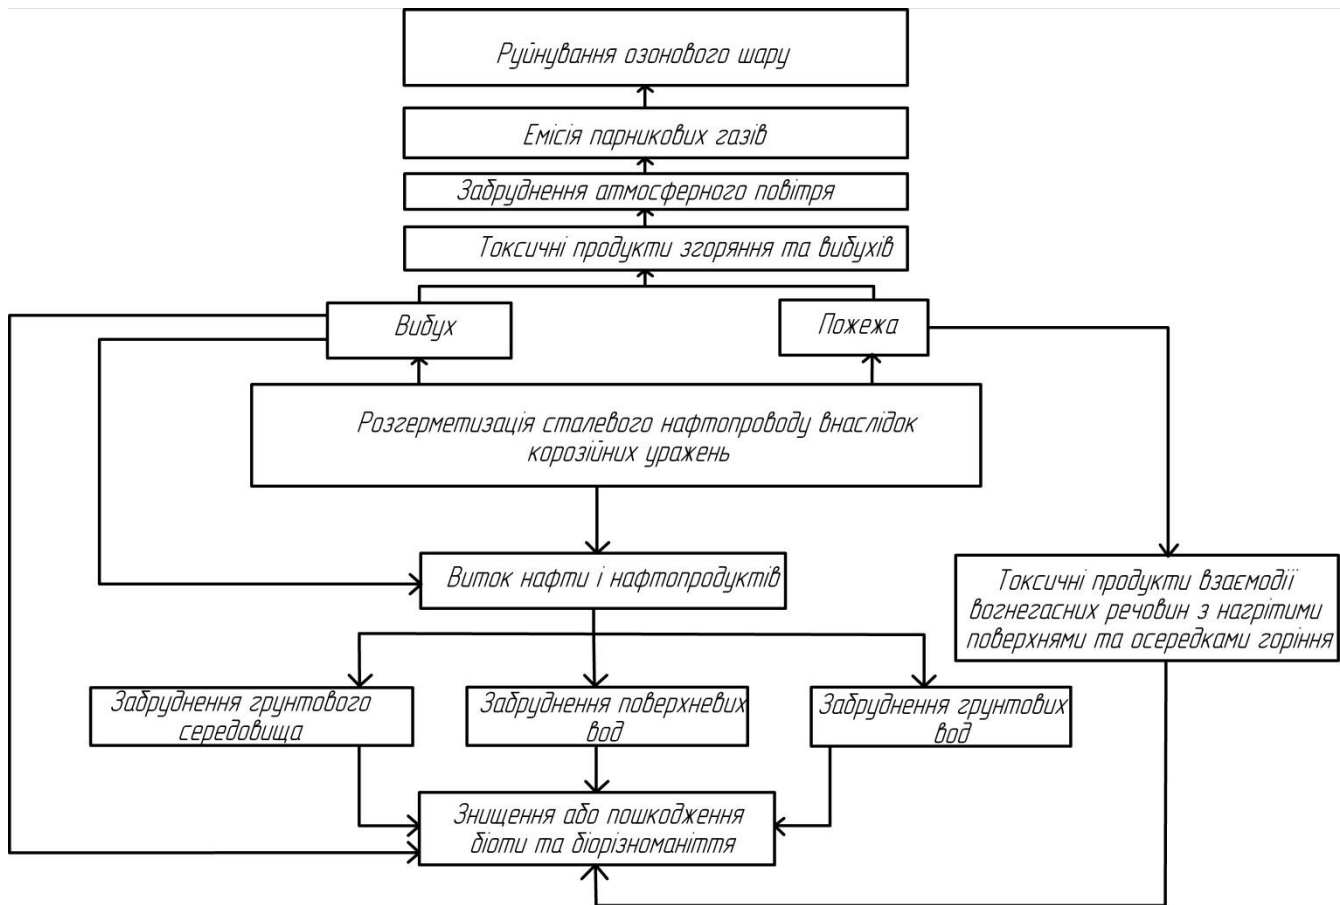 Руйнування озонового шару
Емісія парникових газів
Забруднення атмосферного повітря
Токсичні продукти згоряння та вибухів
Вибух
Пожежа
Розгерметизація сталевого нафтопроводу внаслідок
корозійних уражень
Виток нафти і нафтопродуктів
Токсичні продукти взаємодії
вогнегасних речовин з нагрітими
поверхнями та осередками горіння
Забруднення грунтового
середовища
Забруднення поверхневих
вод
Забруднення грунтових
вод
Знищення або пошкодження
біоти та біорізноманіття